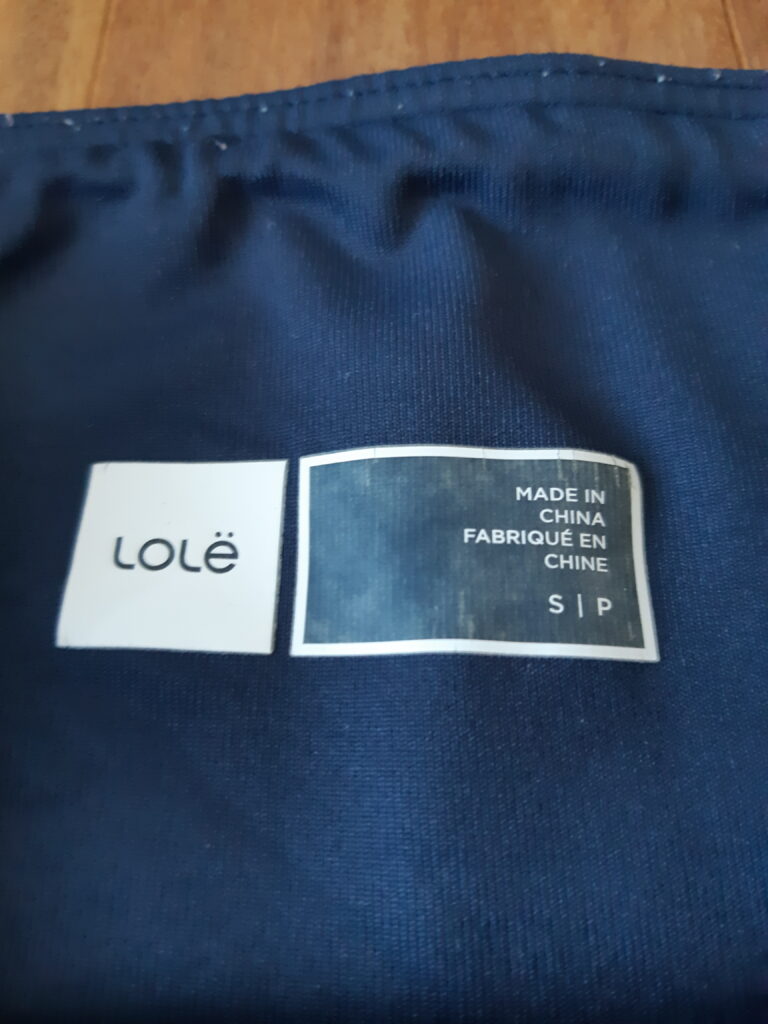 LOLË
MADE IN
CHINA
FABRIQUÉ EN
CHINE
S | P